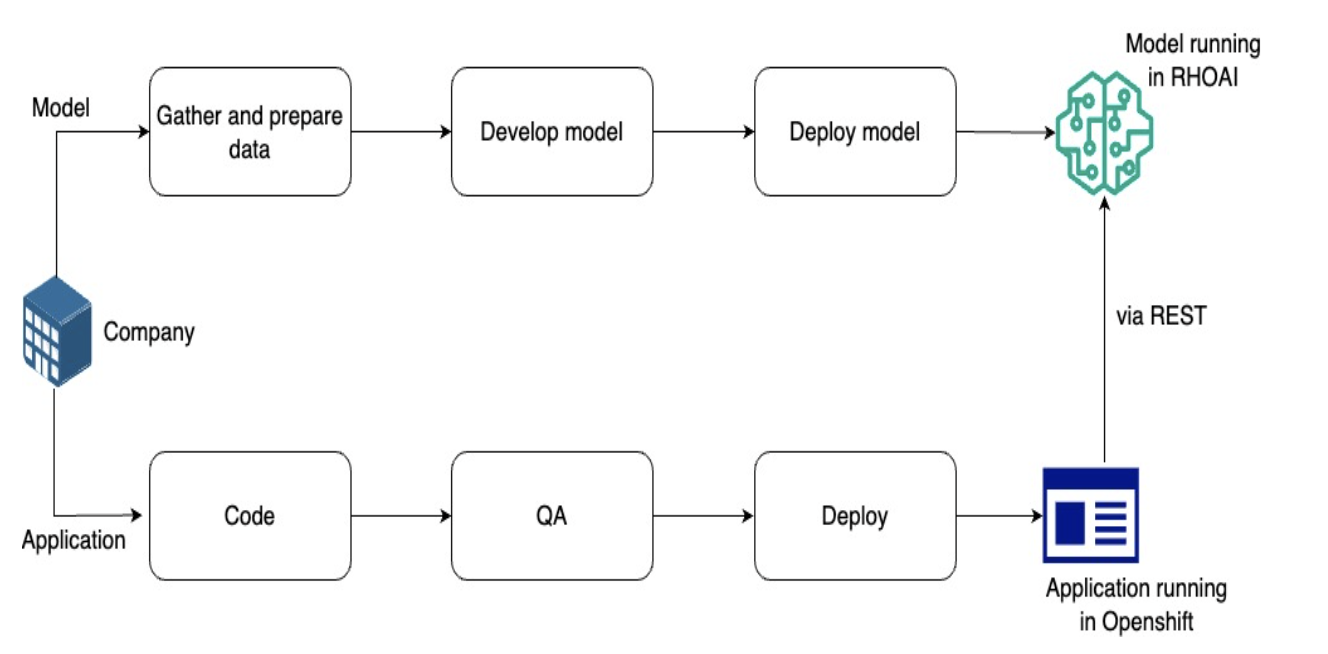 Model running
in RHOAI
Model
Gather and prepare
data
Develop model
Deploy model
Company
via REST
Code
QA
Deploy
Application
Application running
in Openshift